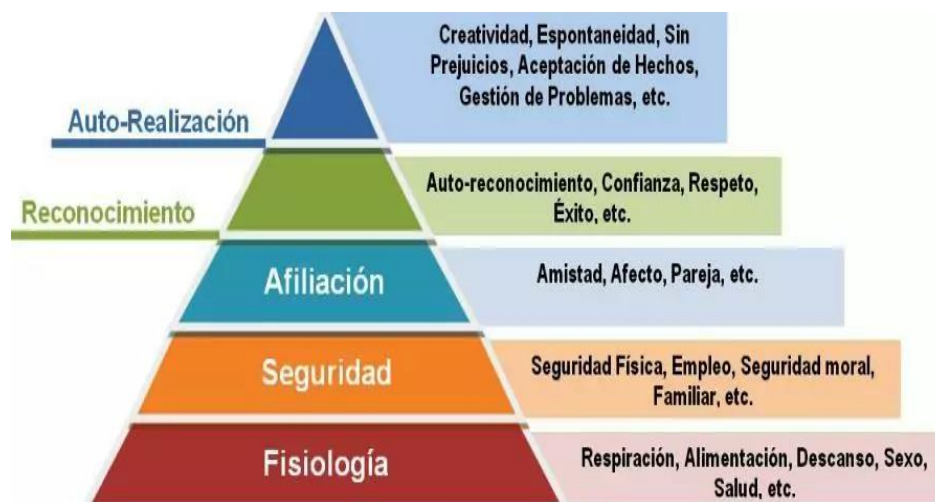 Creatividad, Espontaneidad, Sin
Prejuicios, Aceptación de Hechos,
Gestión de Problemas, etc.
Auto-Realización
Auto-reconocimiento, Confianza, Respeto,
Éxito, etc.
Reconocimiento
Afiliación
Amistad, Afecto, Pareja, etc.
Seguridad
Seguridad Física, Empleo, Seguridad moral,
Familiar, etc.
Fisiología
Respiración, Alimentación, Descanso, Sexo,
Salud, etc.